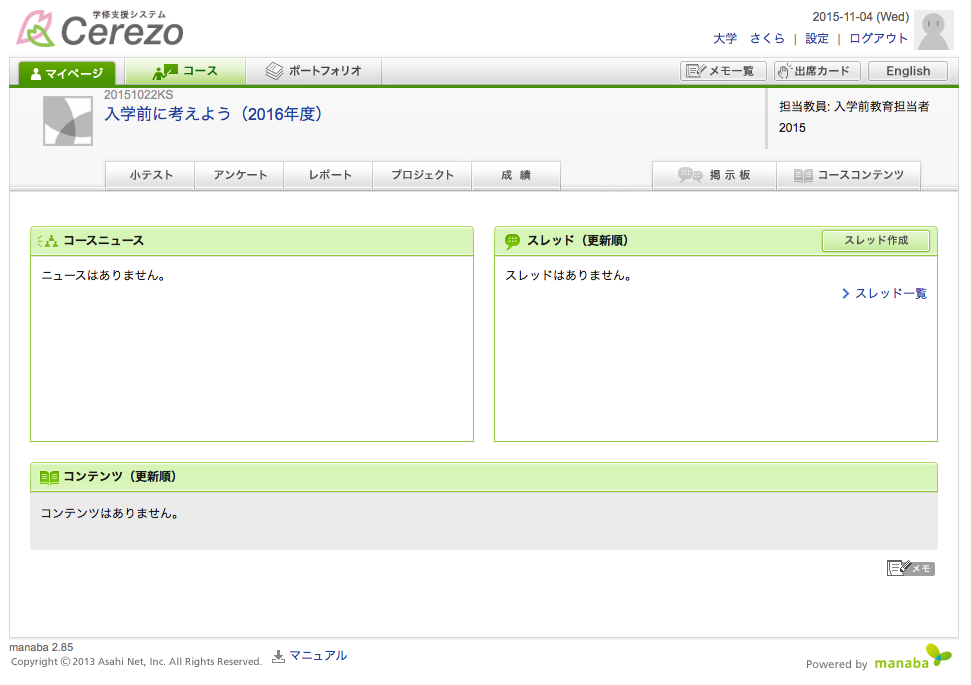 学修支援システム
Cerezo
2015-11-04 (Wed)
大学 さくら | 設定 | ログアウト
マイページ
コース
ポートフォリオ
メモ一覧
出席カード
English
20151022KS
入学前に考えよう（2016年度）
担当教員: 入学前教育担当者
2015
小テスト
アンケート
レポート
プロジェクト
成 績
掲 示 板
コースコンテンツ
コースニュース
ニュースはありません。
スレッド（更新順）
スレッド作成
スレッドはありません。
スレッド一覧
コンテンツ（更新順）
コンテンツはありません。
メモ
manaba 2.85
Copyright © 2013 Asahi Net, Inc. All Rights Reserved.
マニュアル
Powered by manaba